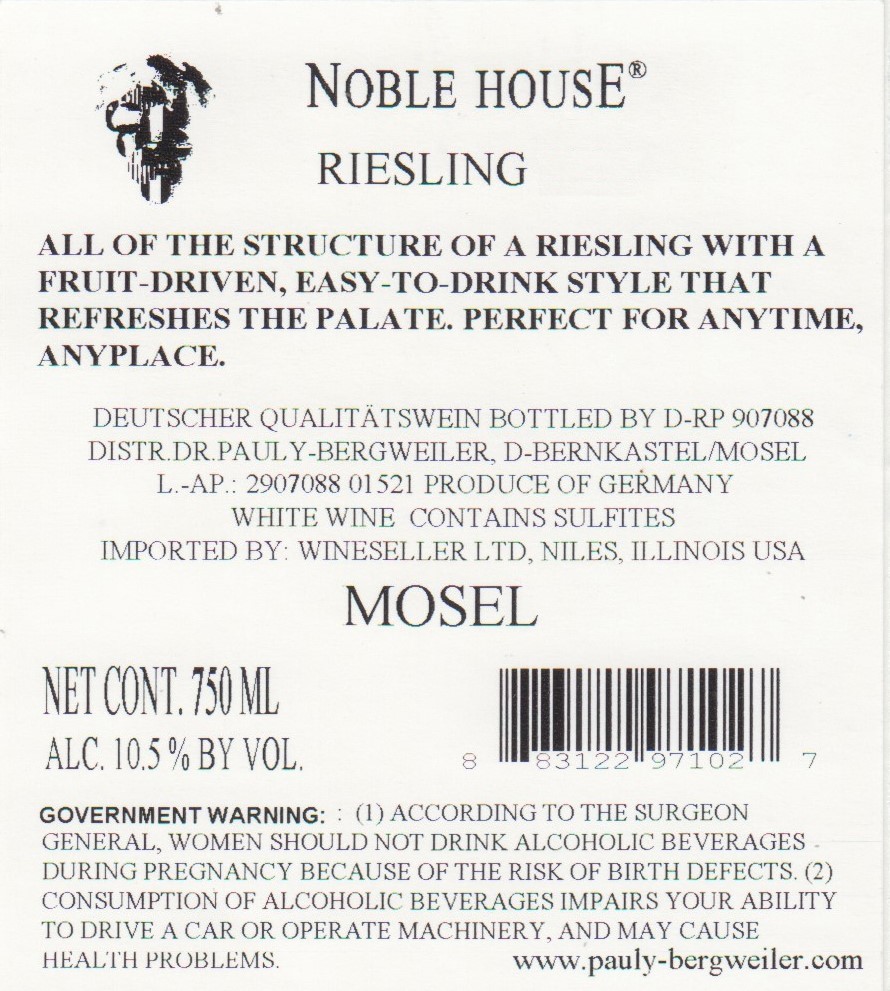 NOBLE HOUSE®
RIESLING
ALL OF THE STRUCTURE OF A RIESLING WITH A
FRUIT-DRIVEN, EASY-TO-DRINK STYLE THAT
REFRESHES THE PALATE. PERFECT FOR ANYTIME,
ANYPLACE.
DEUTSCHER QUALITÄTSWEIN BOTTLED BY D-RP 907088
DISTR.DR.PAULY-BERGWEILER, D-BERNKASTEL/MOSEL
L.-AP.: 2907088 01521 PRODUCE OF GERMANY
WHITE WINE CONTAINS SULFITES
IMPORTED BY: WINESELLER LTD, NILES, ILLINOIS USA
MOSEL
NET CONT. 750 ML
ALC. 10.5 % BY VOL.
8 83122 97102 7
GOVERNMENT WARNING: : (1) ACCORDING TO THE SURGEON
GENERAL, WOMEN SHOULD NOT DRINK ALCOHOLIC BEVERAGES
DURING PREGNANCY BECAUSE OF THE RISK OF BIRTH DEFECTS. (2)
CONSUMPTION OF ALCOHOLIC BEVERAGES IMPAIRS YOUR ABILITY
TO DRIVE A CAR OR OPERATE MACHINERY, AND MAY CAUSE
HEALTH PROBLEMS.
www.pauly-bergweiler.com